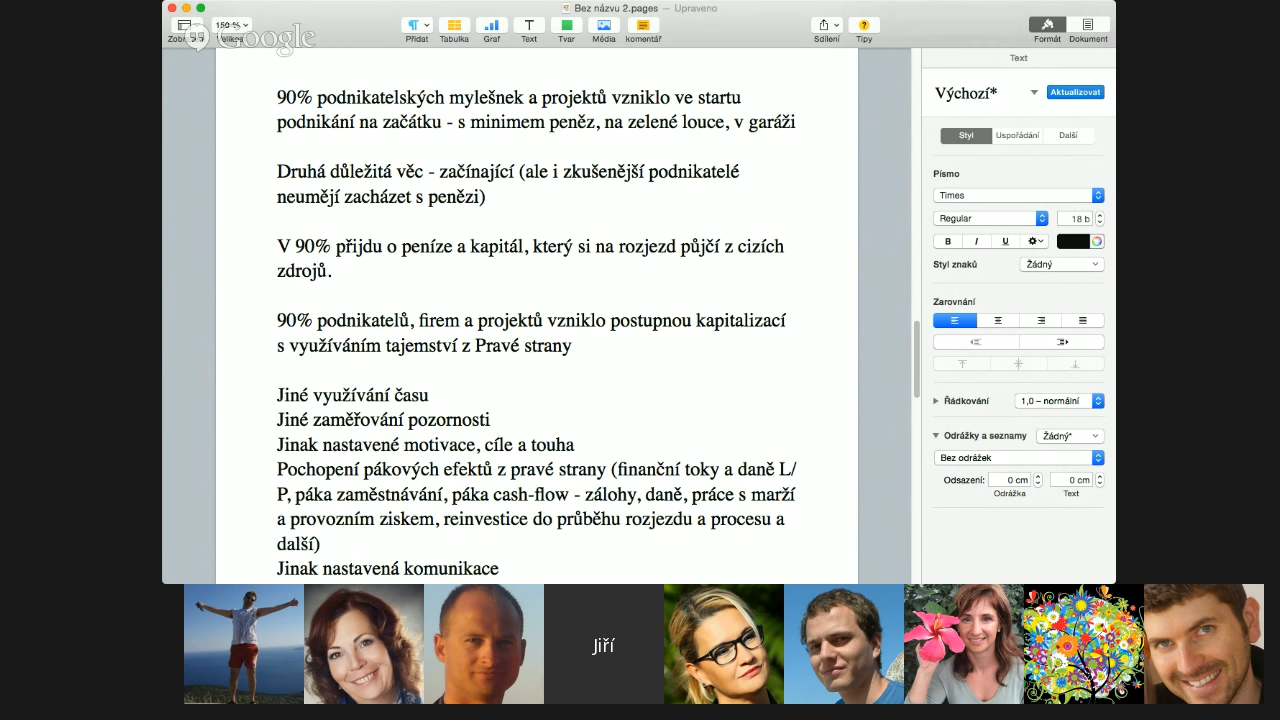 Bez názvu 2.pages — Upraveno
150 %
Velikost
Google
Přidat
Tabulka
Graf
Text
Tvar
Média
komentář
Sdílení
Tipy
Formát
Dokument
90% podnikatelských mylešnek a projektů vzniklo ve startu
podnikání na začátku - s minimem peněz, na zelené louce, v garáži
Druhá důležitá věc - začínající (ale i zkušenější podnikatelé
neumějí zacházet s penězi)
V 90% přijdu o peníze a kapitál, který si na rozjezd půjčí z cizích
zdrojů.
90% podnikatelů, firem a projektů vzniklo postupnou kapitalizací
s využíváním tajemství z Pravé strany
Jiné využívání času
Jiné zaměřování pozornosti
Jinak nastavené motivace, cíle a touha
Pochopení pákových efektů z pravé strany (finanční toky a daně L/
P, páka zaměstnávání, páka cash-flow - zálohy, daně, práce s marží
a provozním ziskem, reinvestice do průběhu rozjezdu a procesu a
další)
Jinak nastavená komunikace
Text
Výchozí*
Aktualizovat
Styl
Uspořádání
Další
Písmo
Times
Regular
18 b
B I U
Styl znaků
Žádný
Zarovnání
Řádkování
1,0 – normální
Odrážky a seznamy
Žádný*
Bez odrážek
Odsazení:
0 cm
0 cm
Odrážka
Text
Jiří